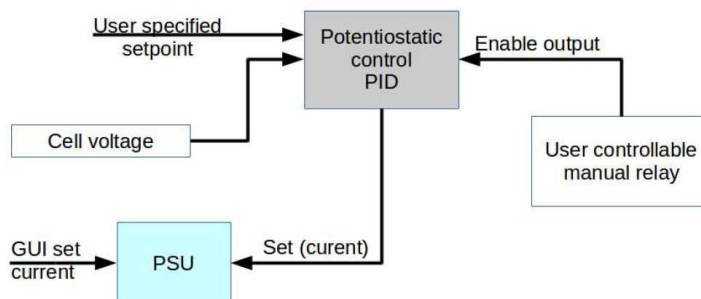 User specified
setpoint
Potentiostatic
control
PID
Enable output
Cell voltage
User controllable
manual relay
GUI set
current
PSU
Set (curent)